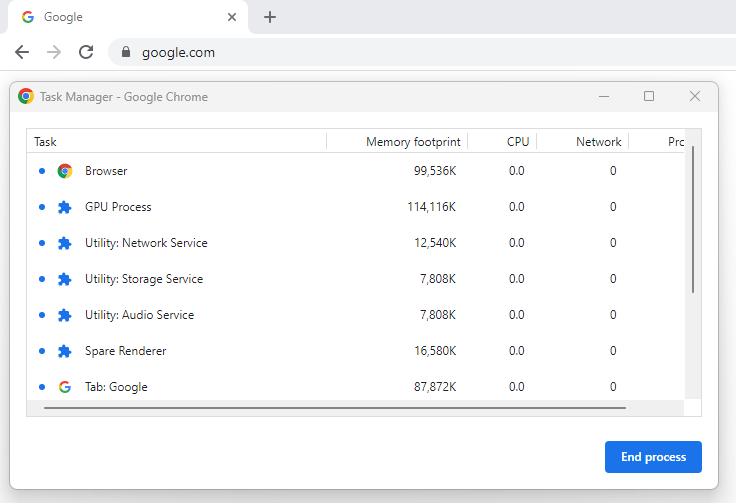 Google
google.com
Task Manager - Google Chrome
Task Memory footprint CPU Network Prc
Browser 99,536K 0.0 0
GPU Process 114,116K 0.0 0
Utility: Network Service 12,540K 0.0 0
Utility: Storage Service 7,808K 0.0 0
Utility: Audio Service 7,808K 0.0 0
Spare Renderer 16,580K 0.0 0
Tab: Google 87,872K 0.0 0
End process